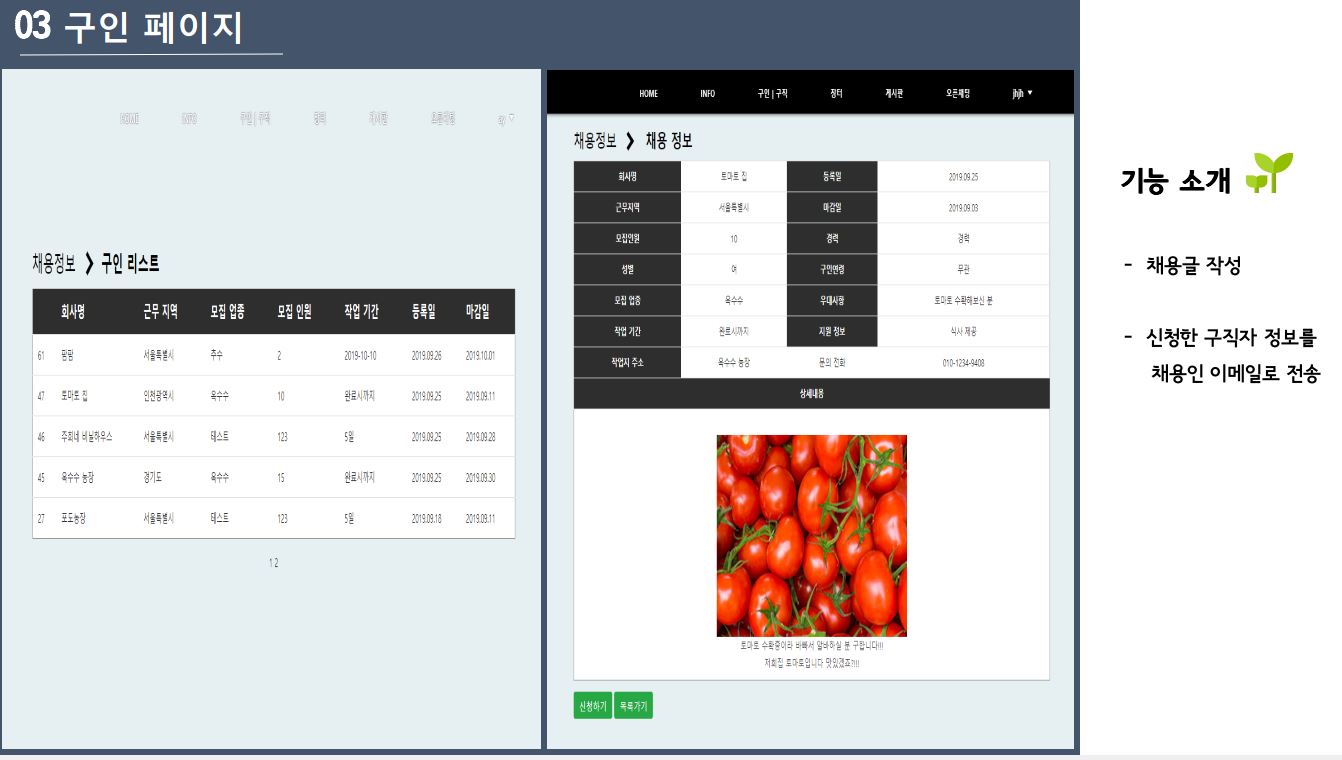 03 구인 페이지
HOME INFO 구인 | 구직 장터 게시판 오픈채팅 ay ▼
채용정보 ❯ 구인 리스트
회사명 근무 지역 모집 업종 모집 인원 작업 기간 등록일 마감일
61 팜팜 서울특별시 추수 2 2019-10-10 2019.09.26 2019.10.01
47 토마토 집 인천광역시 옥수수 10 완료시까지 2019.09.25 2019.09.11
46 주희네 비닐하우스 서울특별시 테스트 123 5일 2019.09.25 2019.09.28
45 옥수수 농장 경기도 옥수수 15 완료시까지 2019.09.25 2019.09.30
27 포도농장 서울특별시 테스트 123 5일 2019.09.18 2019.09.11
1 2
HOME INFO 구인 | 구직 장터 게시판 오픈채팅 jhjh ▼
채용정보 ❯ 채용 정보
회사명 토마토 집 등록일 2019.09.25
근무지역 서울특별시 마감일 2019.09.03
모집인원 10 경력 경력
성별 여 구인연령 무관
모집 업종 옥수수 우대사항 토마토 수확해보신 분
작업 기간 완료시까지 지원 정보 식사 제공
작업지 주소 옥수수 농장 문의 전화 010-1234-9408
상세내용
토마토 수확중이라 바빠서 알바하실 분 구합니다!!!
저희집 토마토입니다 맛있겠죠?!!!
신청하기 목록가기
기능 소개
- 채용글 작성
- 신청한 구직자 정보를
채용인 이메일로 전송